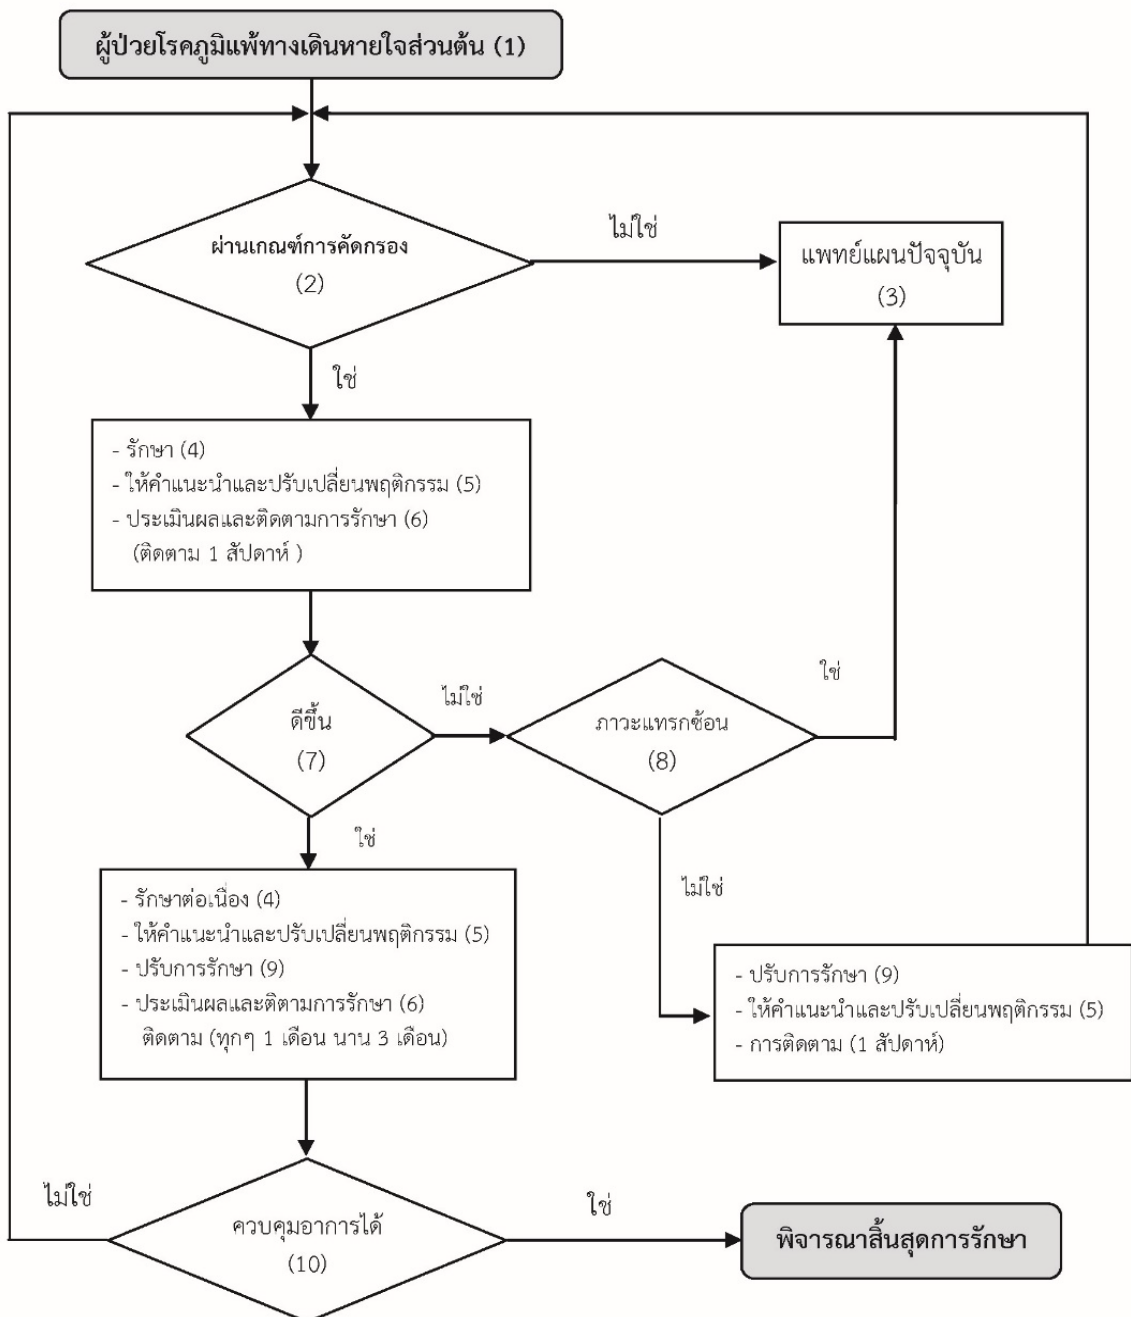 ผู้ป่วยโรคภูมิแพ้ทางเดินหายใจส่วนต้น (1)
ผ่านเกณฑ์การคัดกรอง
(2)
ไม่ใช่
แพทย์แผนปัจจุบัน
(3)
ใช่
- รักษา (4)
- ให้คำแนะนำและปรับเปลี่ยนพฤติกรรม (5)
- ประเมินผลและติดตามการรักษา (6)
(ติดตาม 1 สัปดาห์ )
ดีขึ้น
(7)
ไม่ใช่
ภาวะแทรกซ้อน
(8)
ใช่
ใช่
ไม่ใช่
- รักษาต่อเนื่อง (4)
- ให้คำแนะนำและปรับเปลี่ยนพฤติกรรม (5)
- ปรับการรักษา (9)
- ประเมินผลและติตามการรักษา (6)
ติดตาม (ทุกๆ 1 เดือน นาน 3 เดือน)
- ปรับการรักษา (9)
- ให้คำแนะนำและปรับเปลี่ยนพฤติกรรม (5)
- การติดตาม (1 สัปดาห์)
ไม่ใช่
ควบคุมอาการได้
(10)
ใช่
พิจารณาสิ้นสุดการรักษา